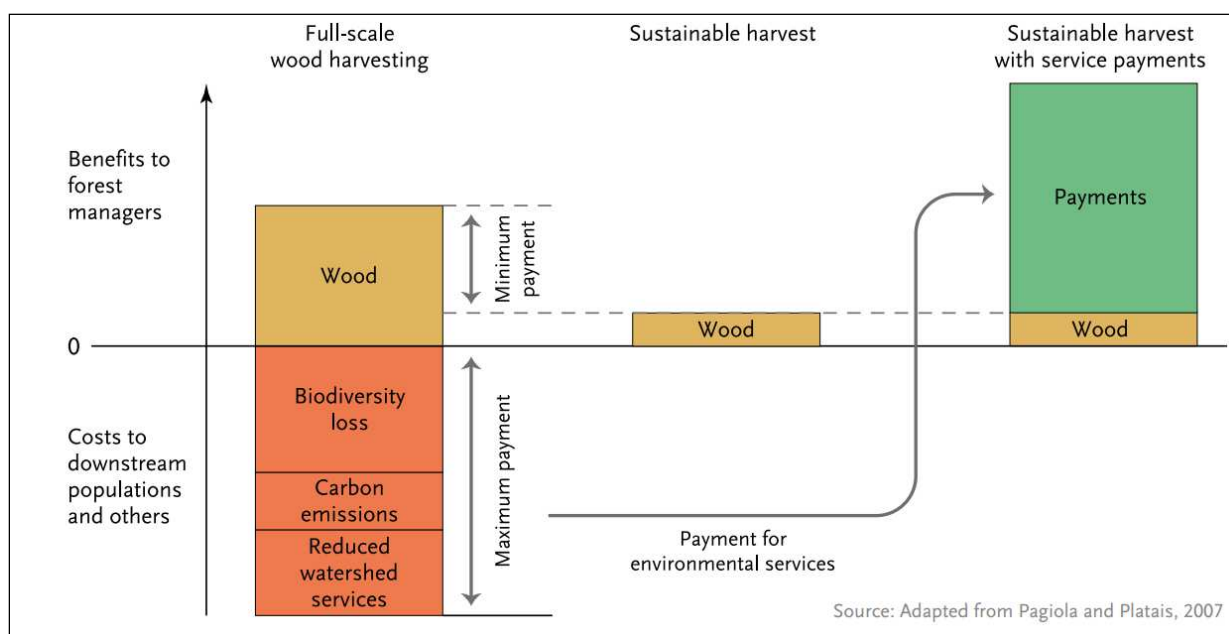 Full-scale
wood harvesting
Sustainable harvest
Sustainable harvest
with service payments
Benefits to
forest
managers
Wood
Minimum
payment
Wood
Payments
Wood
0
Costs to
downstream
populations
and others
Biodiversity
loss
Carbon
emissions
Reduced
watershed
services
Maximum payment
Payment for
environmental services
Source: Adapted from Pagiola and Platais, 2007